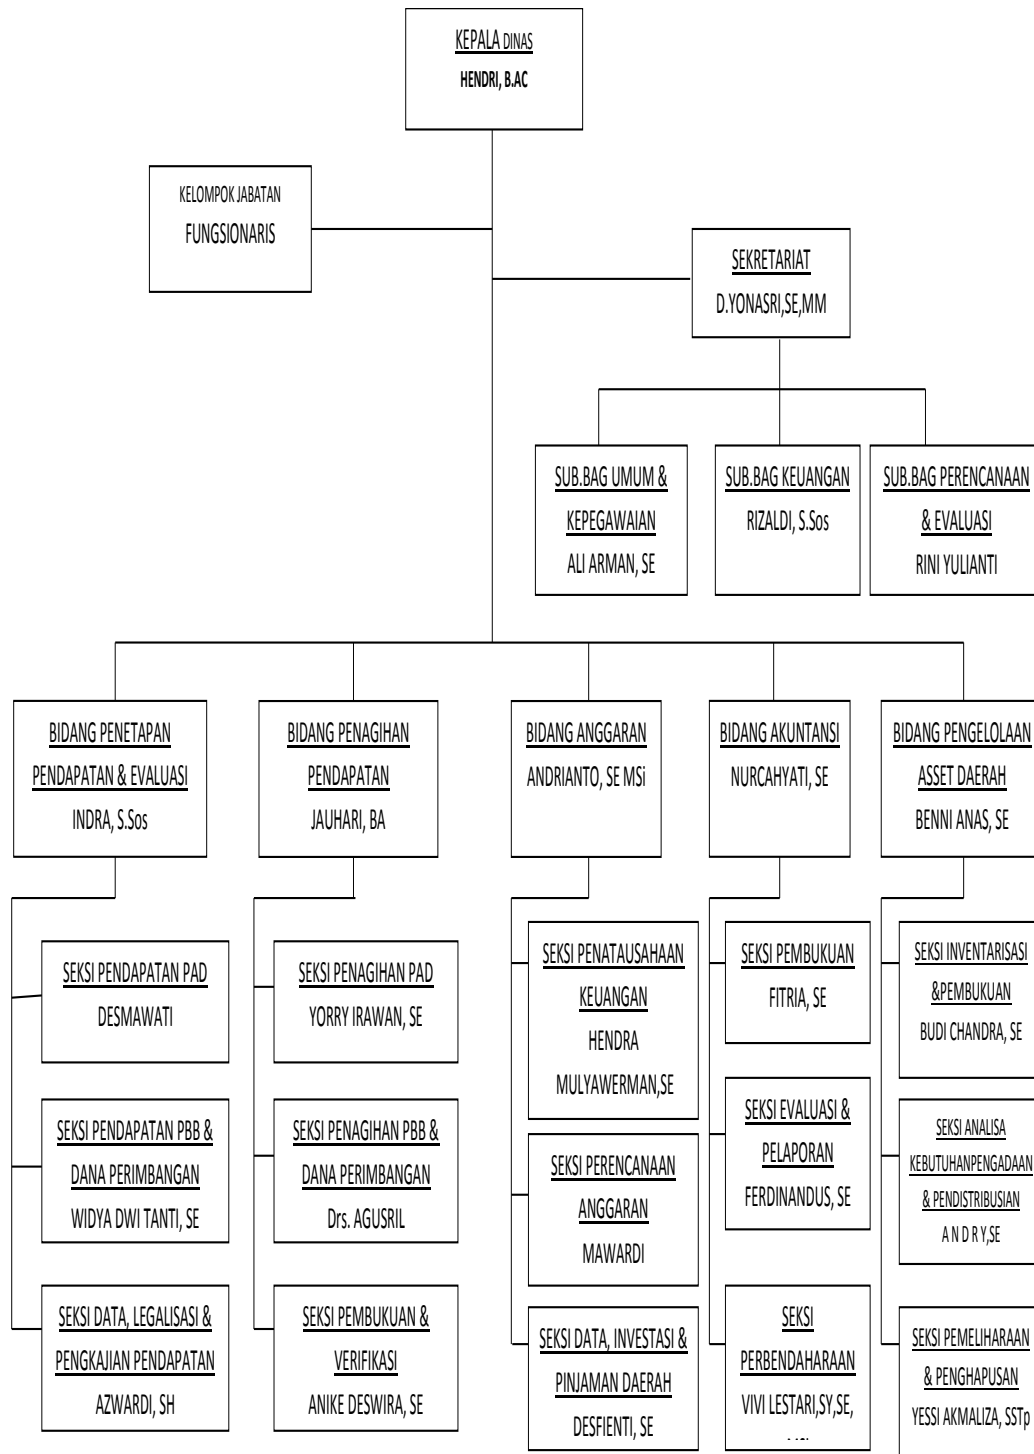 KEPALA DINAS
HENDRI, B.AC
KELOMPOK JABATAN
FUNGSIONARIS
SEKRETARIAT
D.YONASRI,SE,MM
SUB.BAG UMUM &
KEPEGAWAIAN
ALI ARMAN, SE
SUB.BAG KEUANGAN
RIZALDI, S.Sos
SUB.BAG PERENCANAAN
& EVALUASI
RINI YULIANTI
BIDANG PENETAPAN
PENDAPATAN & EVALUASI
INDRA, S.Sos
BIDANG PENAGIHAN
PENDAPATAN
JAUHARI, BA
BIDANG ANGGARAN
ANDRIANTO, SE MSi
BIDANG AKUNTANSI
NURCAHYATI, SE
BIDANG PENGELOLAAN
ASSET DAERAH
BENNI ANAS, SE
SEKSI PENDAPATAN PAD
DESMAWATI
SEKSI PENDAPATAN PBB &
DANA PERIMBANGAN
WIDYA DWI TANTI, SE
SEKSI DATA, LEGALISASI &
PENGKAJIAN PENDAPATAN
AZWARDI, SH
SEKSI PENAGIHAN PAD
YORRY IRAWAN, SE
SEKSI PENAGIHAN PBB &
DANA PERIMBANGAN
Drs. AGUSRIL
SEKSI PEMBUKUAN &
VERIFIKASI
ANIKE DESWIRA, SE
SEKSI PENATAUSAHAAN
KEUANGAN
HENDRA
MULYAWERMAN,SE
SEKSI PERENCANAAN
ANGGARAN
MAWARDI
SEKSI DATA, INVESTASI &
PINJAMAN DAERAH
DESFIENTI, SE
SEKSI PEMBUKUAN
FITRIA, SE
SEKSI EVALUASI &
PELAPORAN
FERDINANDUS, SE
SEKSI
PERBENDAHARAAN
VIVI LESTARI,SY,SE,
SEKSI INVENTARISASI
&PEMBUKUAN
BUDI CHANDRA, SE
SEKSI ANALISA
KEBUTUHANPENGADAAN
& PENDISTRIBUSIAN
A N D R Y,SE
SEKSI PEMELIHARAAN
& PENGHAPUSAN
YESSI AKMALIZA, SSTp